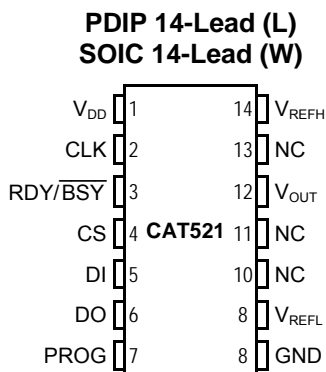 PDIP 14-Lead (L)
SOIC 14-Lead (W)
VDD 1 14 VREFH
CLK 2 13 NC
RDY/BSY 3 12 VOUT
CS 4 CAT521 11 NC
DI 5 10 NC
DO 6 8 VREFL
PROG 7 8 GND